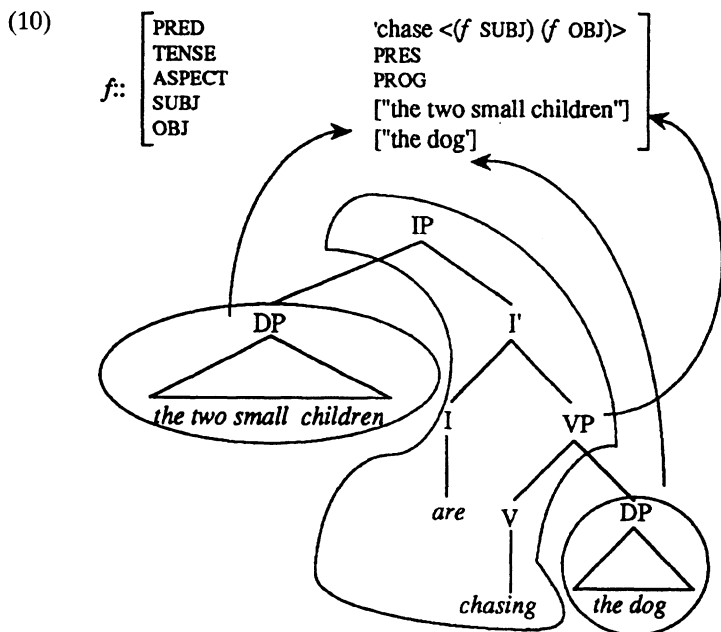 (10)
PRED 'chase <(f SUBJ) (f OBJ)>
TENSE PRES
f:: ASPECT PROG
SUBJ ["the two small children"]
OBJ ["the dog']
IP
DP I'
the two small children I VP
are V DP
chasing the dog